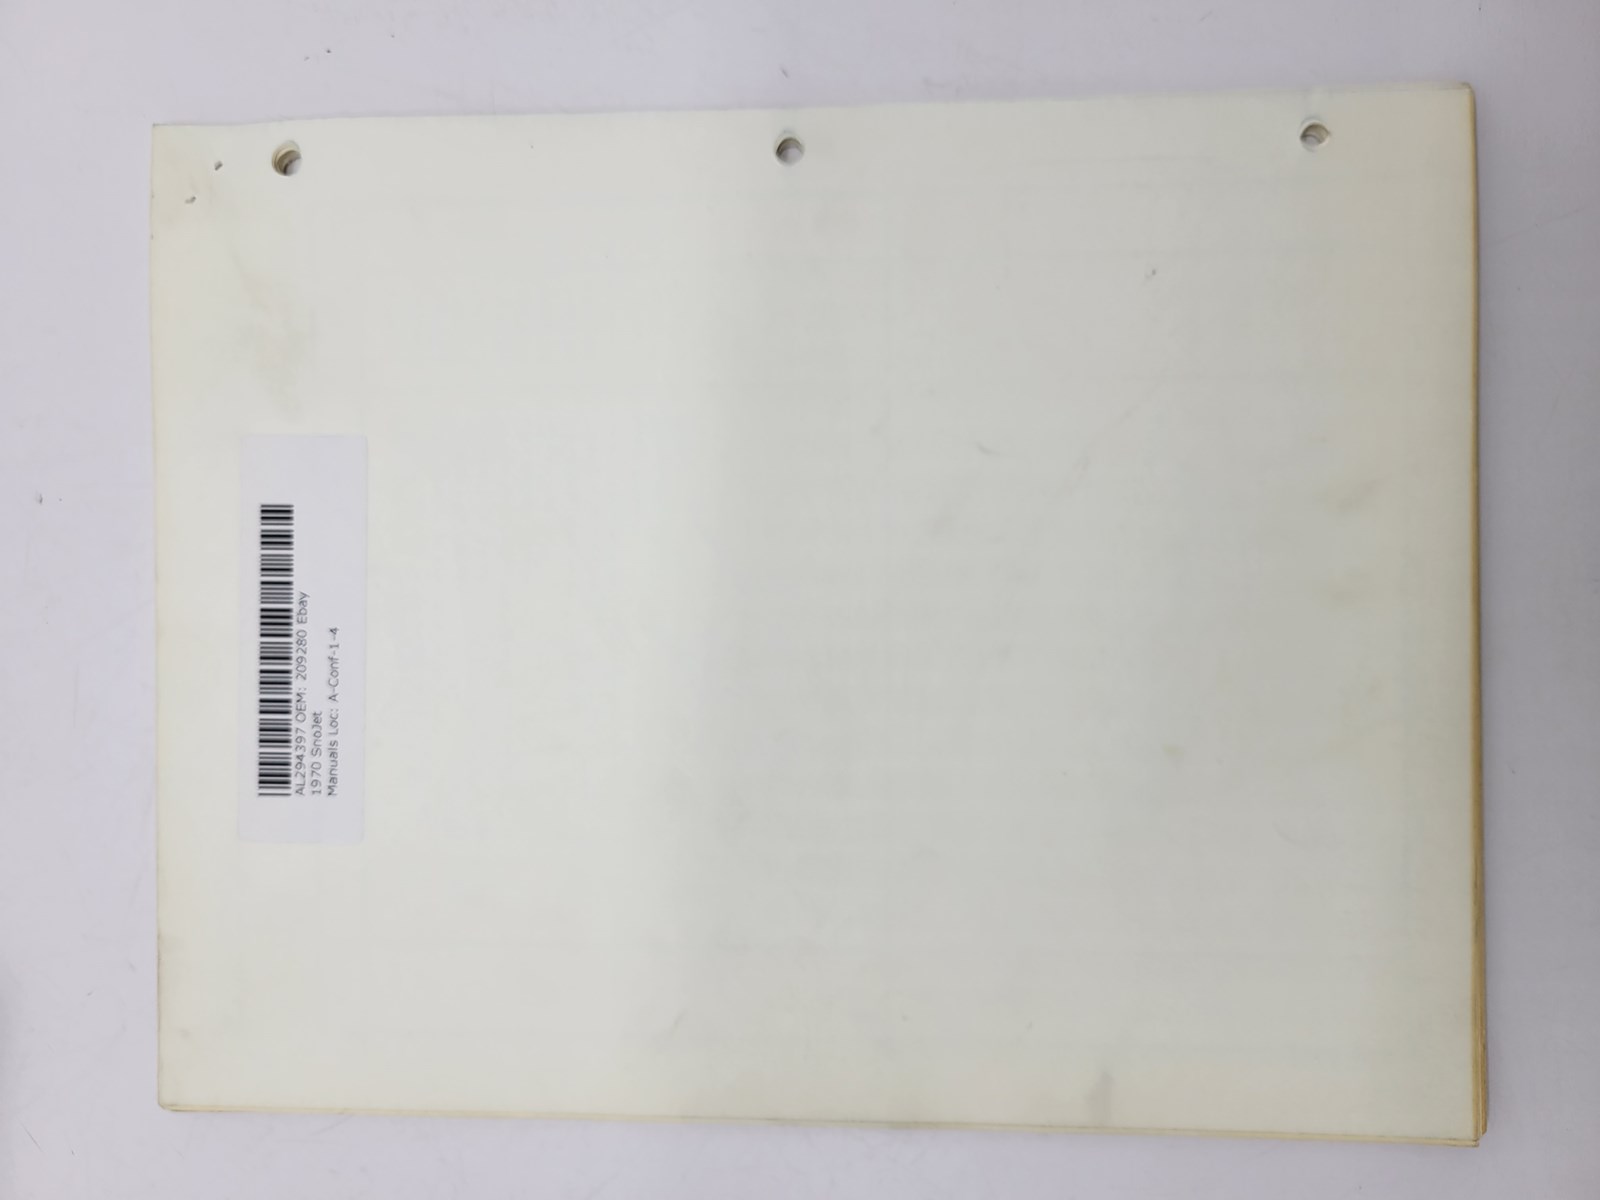 AL294397 OEM: 209280 Ebay
1970 SnoJet
Manuals Loc: A-Conf-1-4